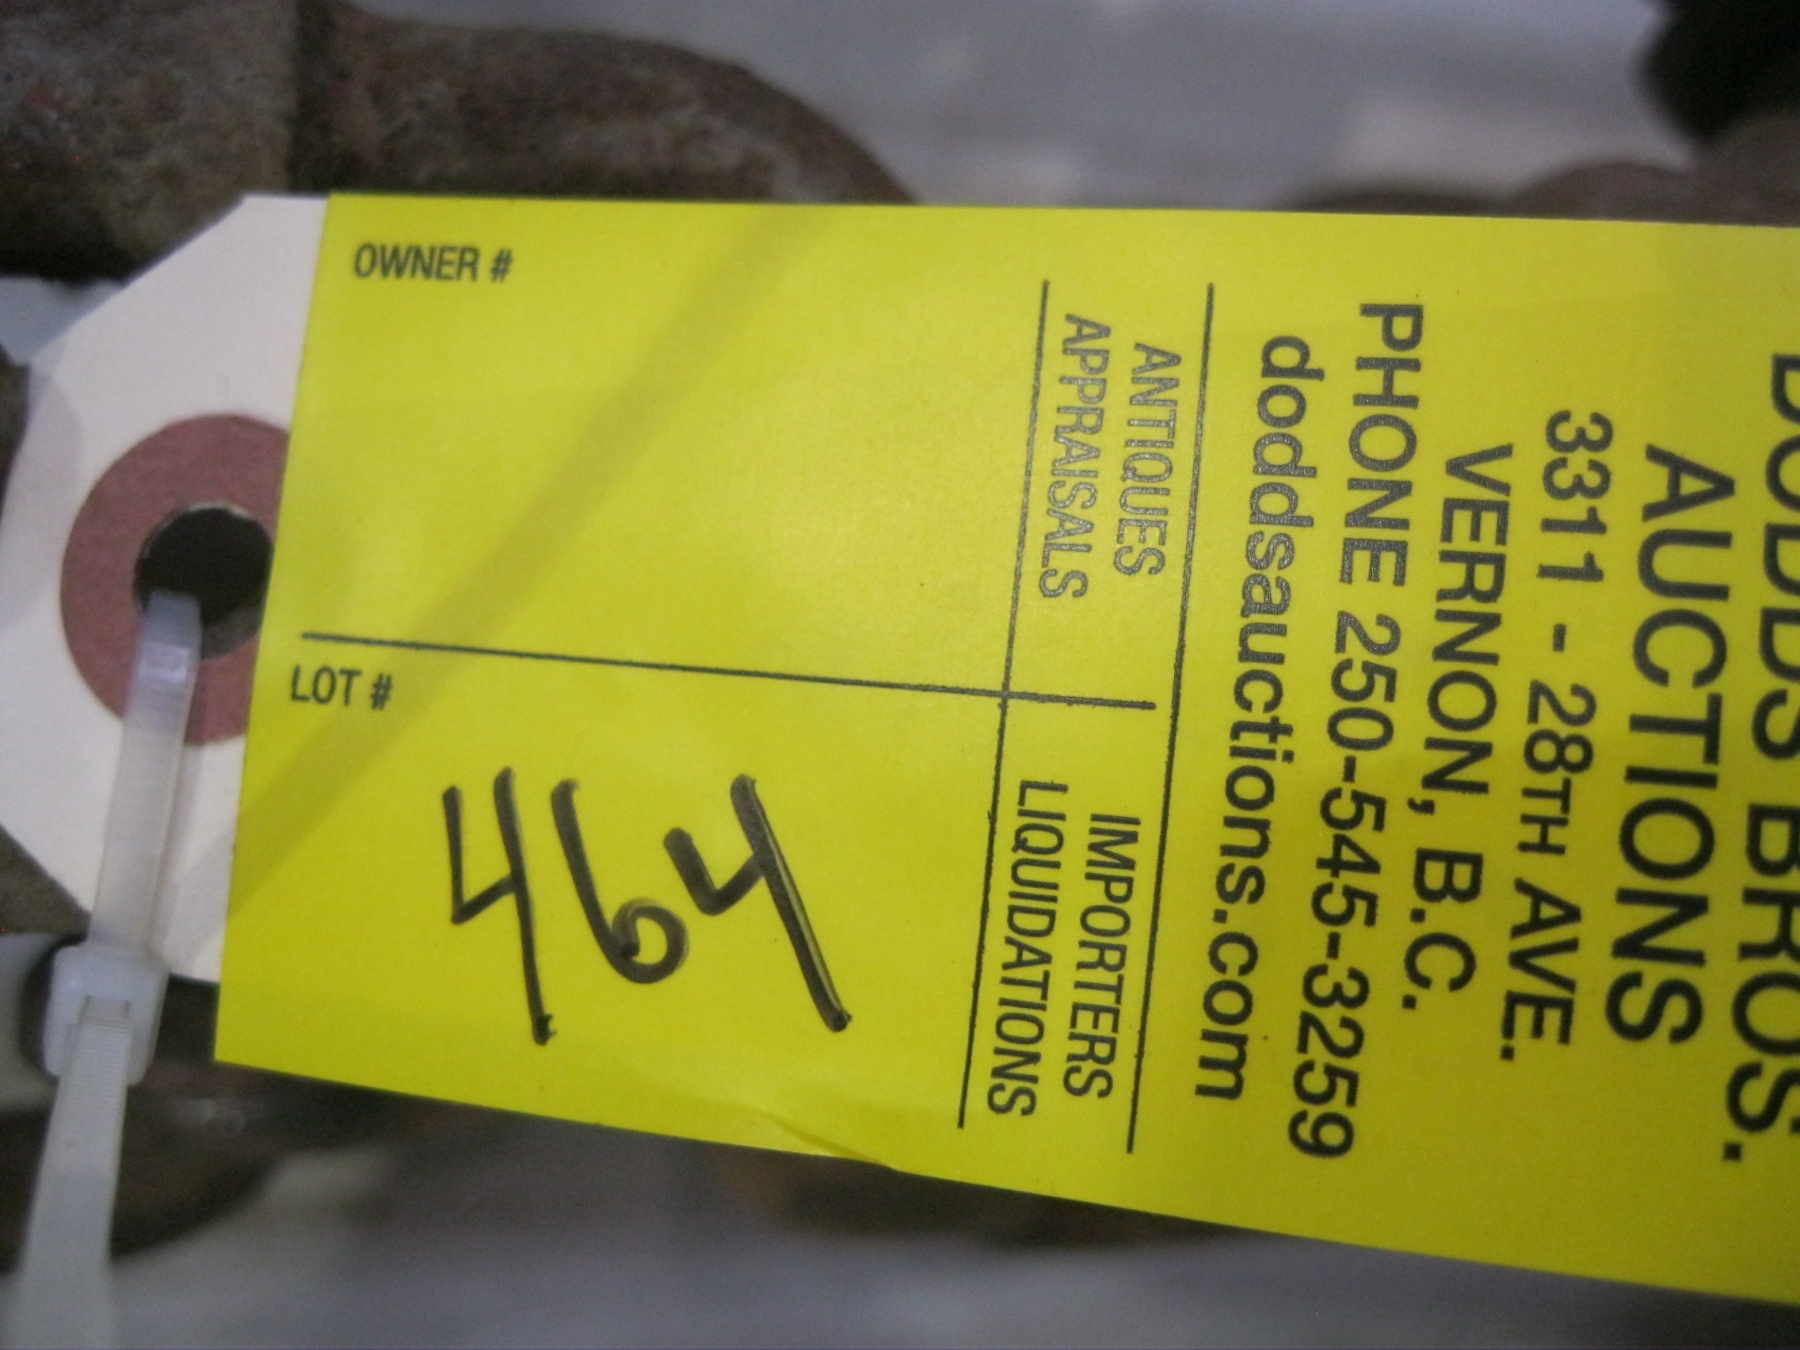 DODDS BROS.
AUCTIONS
3311 - 28TH AVE.
VERNON, B.C.
PHONE 250-545-3259
doddsauctions.com
ANTIQUES
APPRAISALS
IMPORTERS
LIQUIDATIONS
OWNER #
LOT #
464